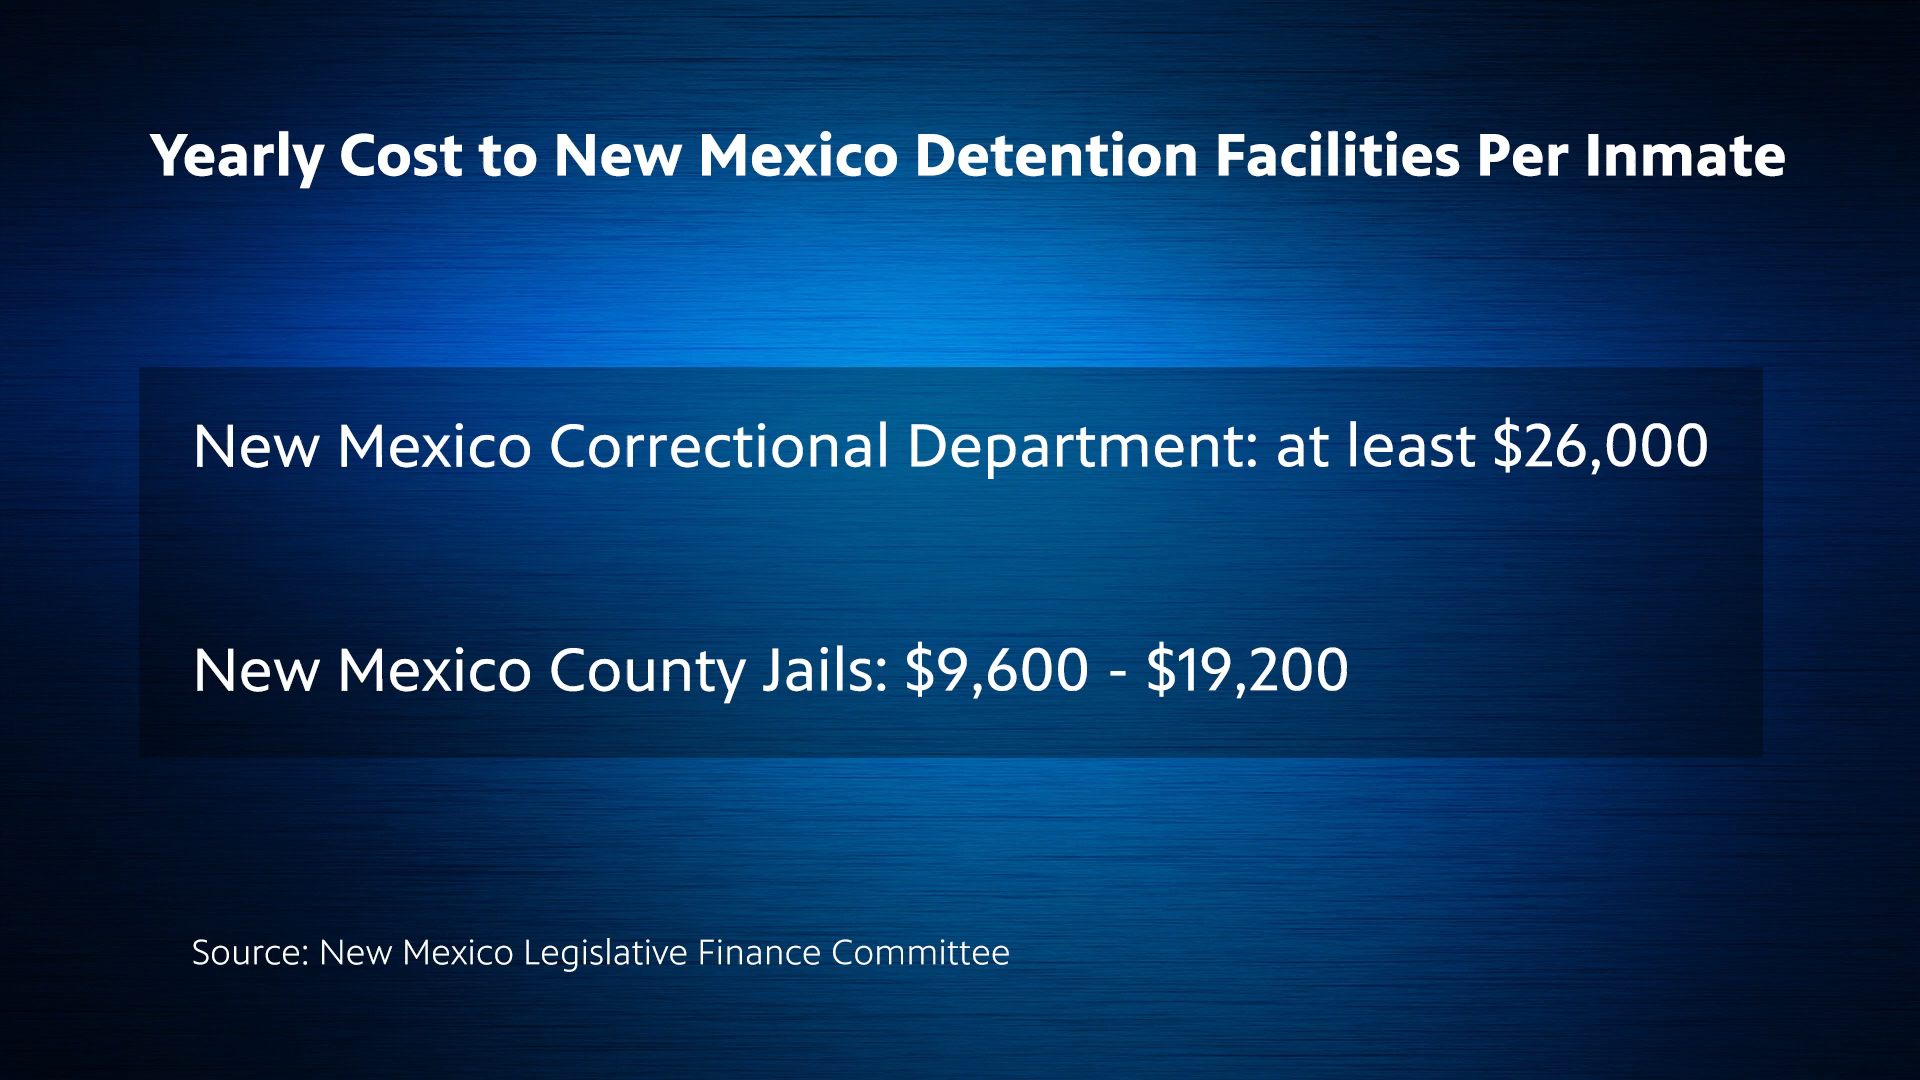 Yearly Cost to New Mexico Detention Facilities Per Inmate
New Mexico Correctional Department: at least $26,000
New Mexico County Jails: $9,600 - $19,200
Source: New Mexico Legislative Finance Committee